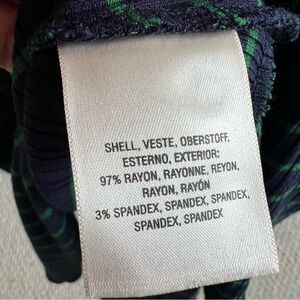 SHELL, VESTE, OBERSTOFF,
ESTERNO, EXTERIOR:
97% RAYON, RAYONNE, REYON,
RAYON, RAYÓN
3% SPANDEX, SPANDEX, SPANDEX,
SPANDEX, SPANDEX